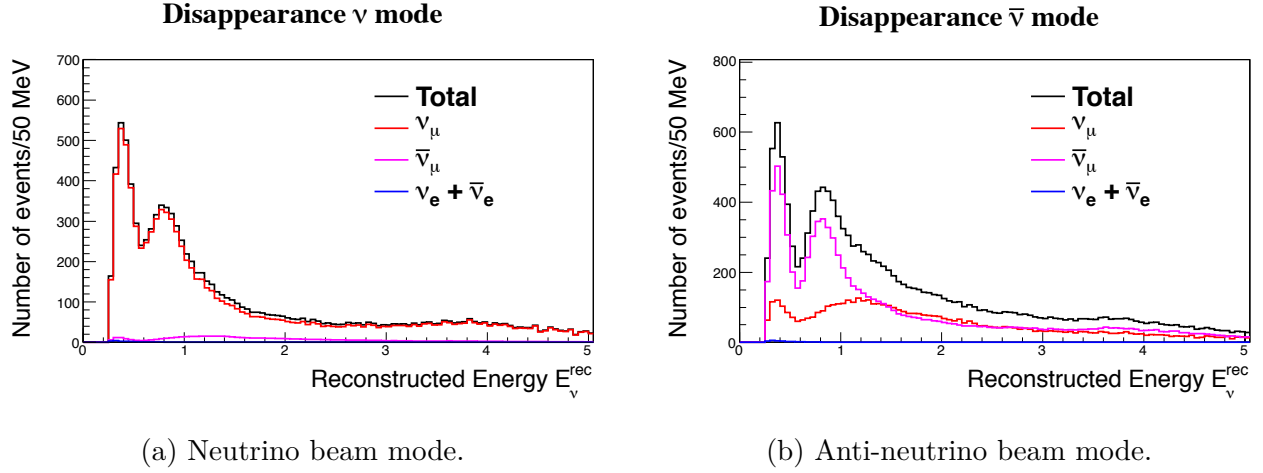 Disappearance ν mode
Number of events/50 MeV
700
600
500
400
300
200
100
0
0 1 2 3 4 5
Total
ν_μ
ν̅_μ
ν_e + ν̅_e
Reconstructed Energy E_ν^rec
(a) Neutrino beam mode.
Disappearance ν̅ mode
Number of events/50 MeV
800
600
400
200
0
0 1 2 3 4 5
Total
ν_μ
ν̅_μ
ν_e + ν̅_e
Reconstructed Energy E_ν^rec
(b) Anti-neutrino beam mode.